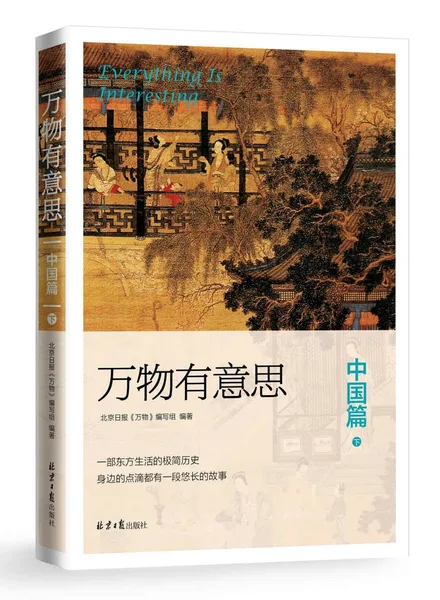 万物有意思
中国篇
下
北京日报《万物》编写组 编著
北京日报出版社
Everything Is
Interesting
万物有意思
中国篇
下
北京日报《万物》编写组 编著
一部东方生活的极简历史
身边的点滴都有一段悠长的故事
北京日报出版社